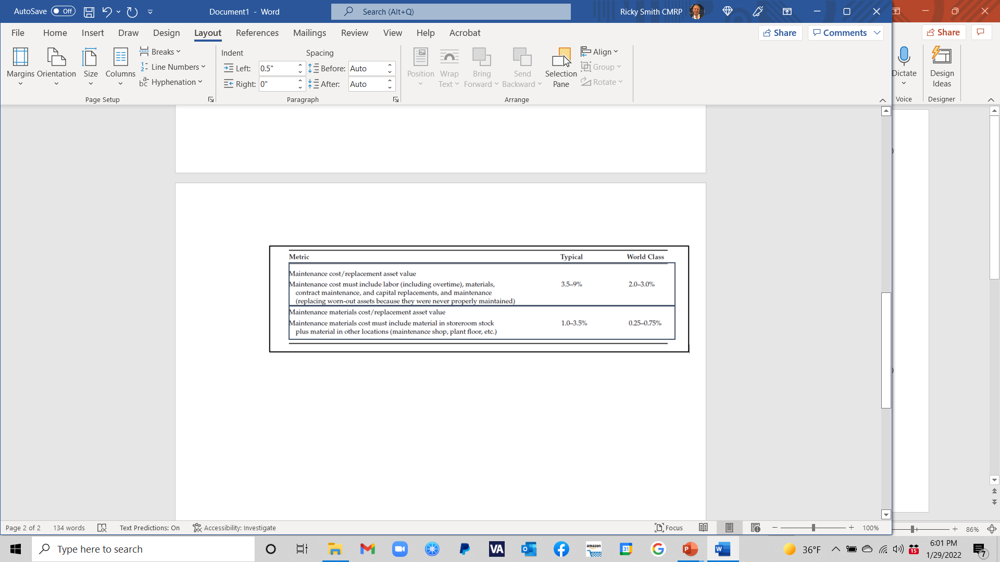 AutoSave Off Document1 - Word Search (Alt+Q) Ricky Smith CMRP
File Home Insert Draw Design Layout References Mailings Review View Help Acrobat Share Comments Share
Margins Orientation Size Columns
Breaks
Line Numbers
Hyphenation
Page Setup
Indent
Left: 0.5"
Right: 0"
Spacing
Before: Auto
After: Auto
Paragraph
Position
Wrap
Text
Bring
Forward
Send
Backward
Selection
Pane
Align
Group
Rotate
Arrange
Dictate
Voice
Design
Ideas
Designer
Metric Typical World Class
Maintenance cost/replacement asset value
Maintenance cost must include labor (including overtime), materials, 3.5–9% 2.0–3.0%
contract maintenance, and capital replacements, and maintenance
(replacing worn-out assets because they were never properly maintained)
Maintenance materials cost/replacement asset value
Maintenance materials cost must include material in storeroom stock 1.0–3.5% 0.25–0.75%
plus material in other locations (maintenance shop, plant floor, etc.)
Page 2 of 2 134 words Text Predictions: On Accessibility: Investigate Focus 100% 86%
Type here to search
VA
amazon
31
P
W
36°F
15
6:01 PM
1/29/2022
7